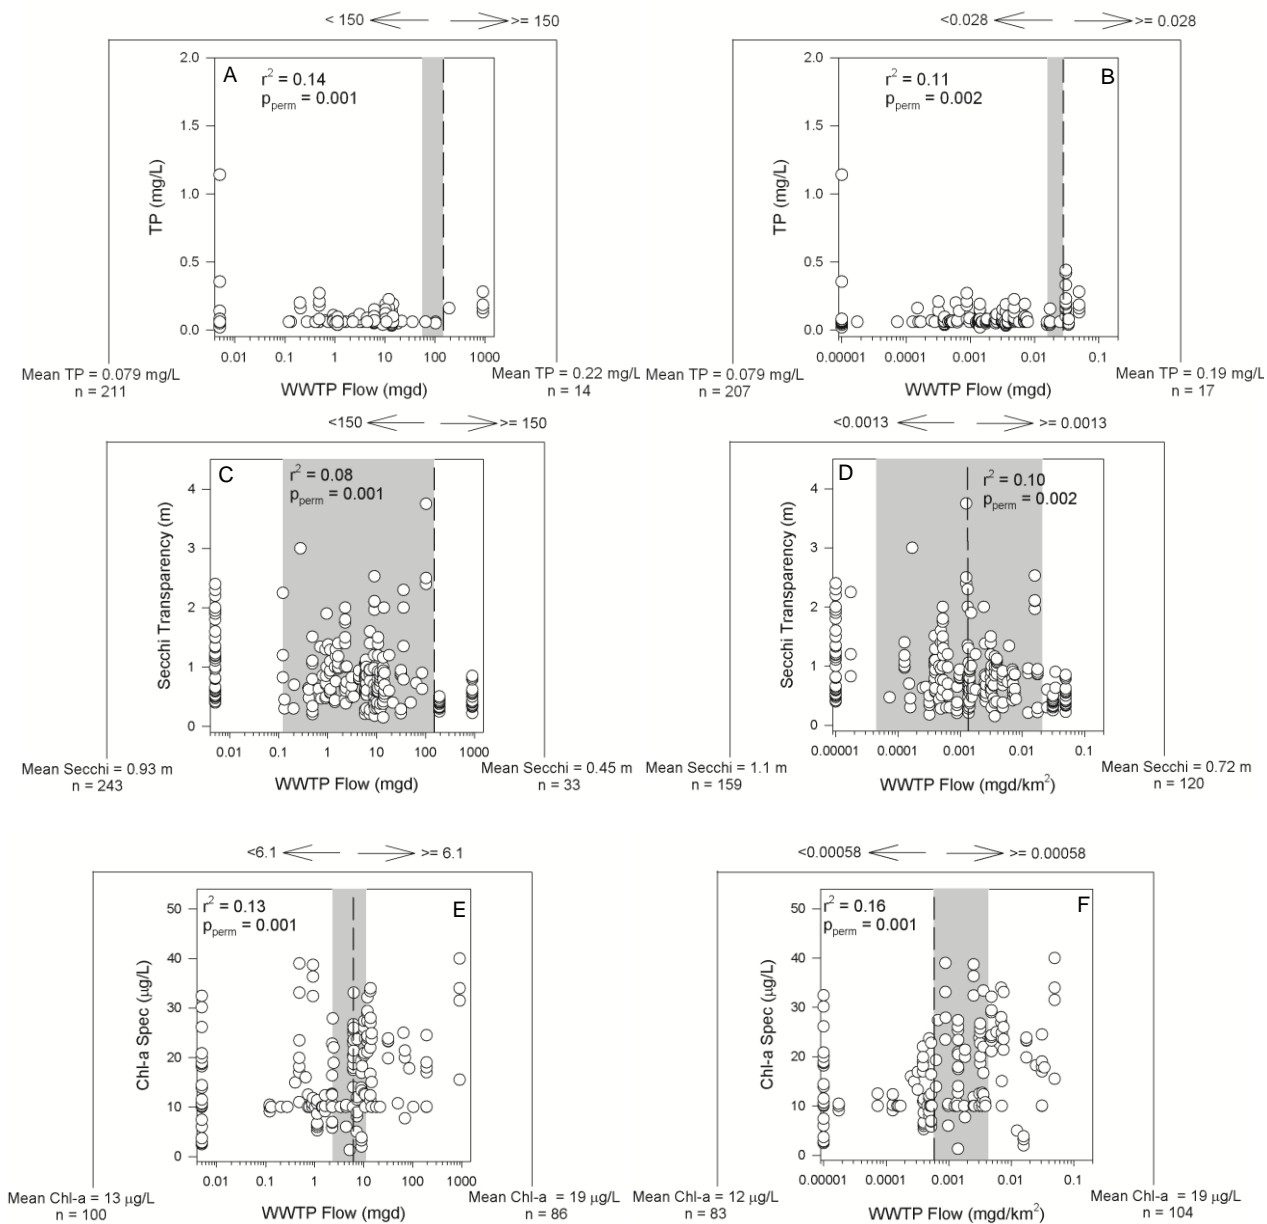 < 150 >= 150
<0.028 >= 0.028
A
r2 = 0.14
pperm = 0.001
2.0
1.5
1.0
0.5
0.0
TP (mg/L)
0.01 0.1 1 10 100 1000
WWTP Flow (mgd)
Mean TP = 0.079 mg/L
n = 211
Mean TP = 0.22 mg/L
n = 14
B
r2 = 0.11
pperm = 0.002
2.0
1.5
1.0
0.5
0.0
TP (mg/L)
0.00001 0.0001 0.001 0.01 0.1
WWTP Flow (mgd)
Mean TP = 0.079 mg/L
n = 207
Mean TP = 0.19 mg/L
n = 17
<150 >= 150
<0.0013 >= 0.0013
C
r2 = 0.08
pperm = 0.001
4
3
2
1
0
Secchi Transparency (m)
0.01 0.1 1 10 100 1000
WWTP Flow (mgd)
Mean Secchi = 0.93 m
n = 243
Mean Secchi = 0.45 m
n = 33
D
r2 = 0.10
pperm = 0.002
4
3
2
1
0
Secchi Transparency (m)
0.00001 0.0001 0.001 0.01 0.1
WWTP Flow (mgd/km2)
Mean Secchi = 1.1 m
n = 159
Mean Secchi = 0.72 m
n = 120
<6.1 >= 6.1
<0.00058 >= 0.00058
E
r2 = 0.13
pperm = 0.001
50
40
30
20
10
0
Chl-a Spec (µg/L)
0.01 0.1 1 10 100 1000
WWTP Flow (mgd)
Mean Chl-a = 13 µg/L
n = 100
Mean Chl-a = 19 µg/L
n = 86
F
r2 = 0.16
pperm = 0.001
50
40
30
20
10
0
Chl-a Spec (µg/L)
0.00001 0.0001 0.001 0.01 0.1
WWTP Flow (mgd/km2)
Mean Chl-a = 12 µg/L
n = 83
Mean Chl-a = 19 µg/L
n = 104